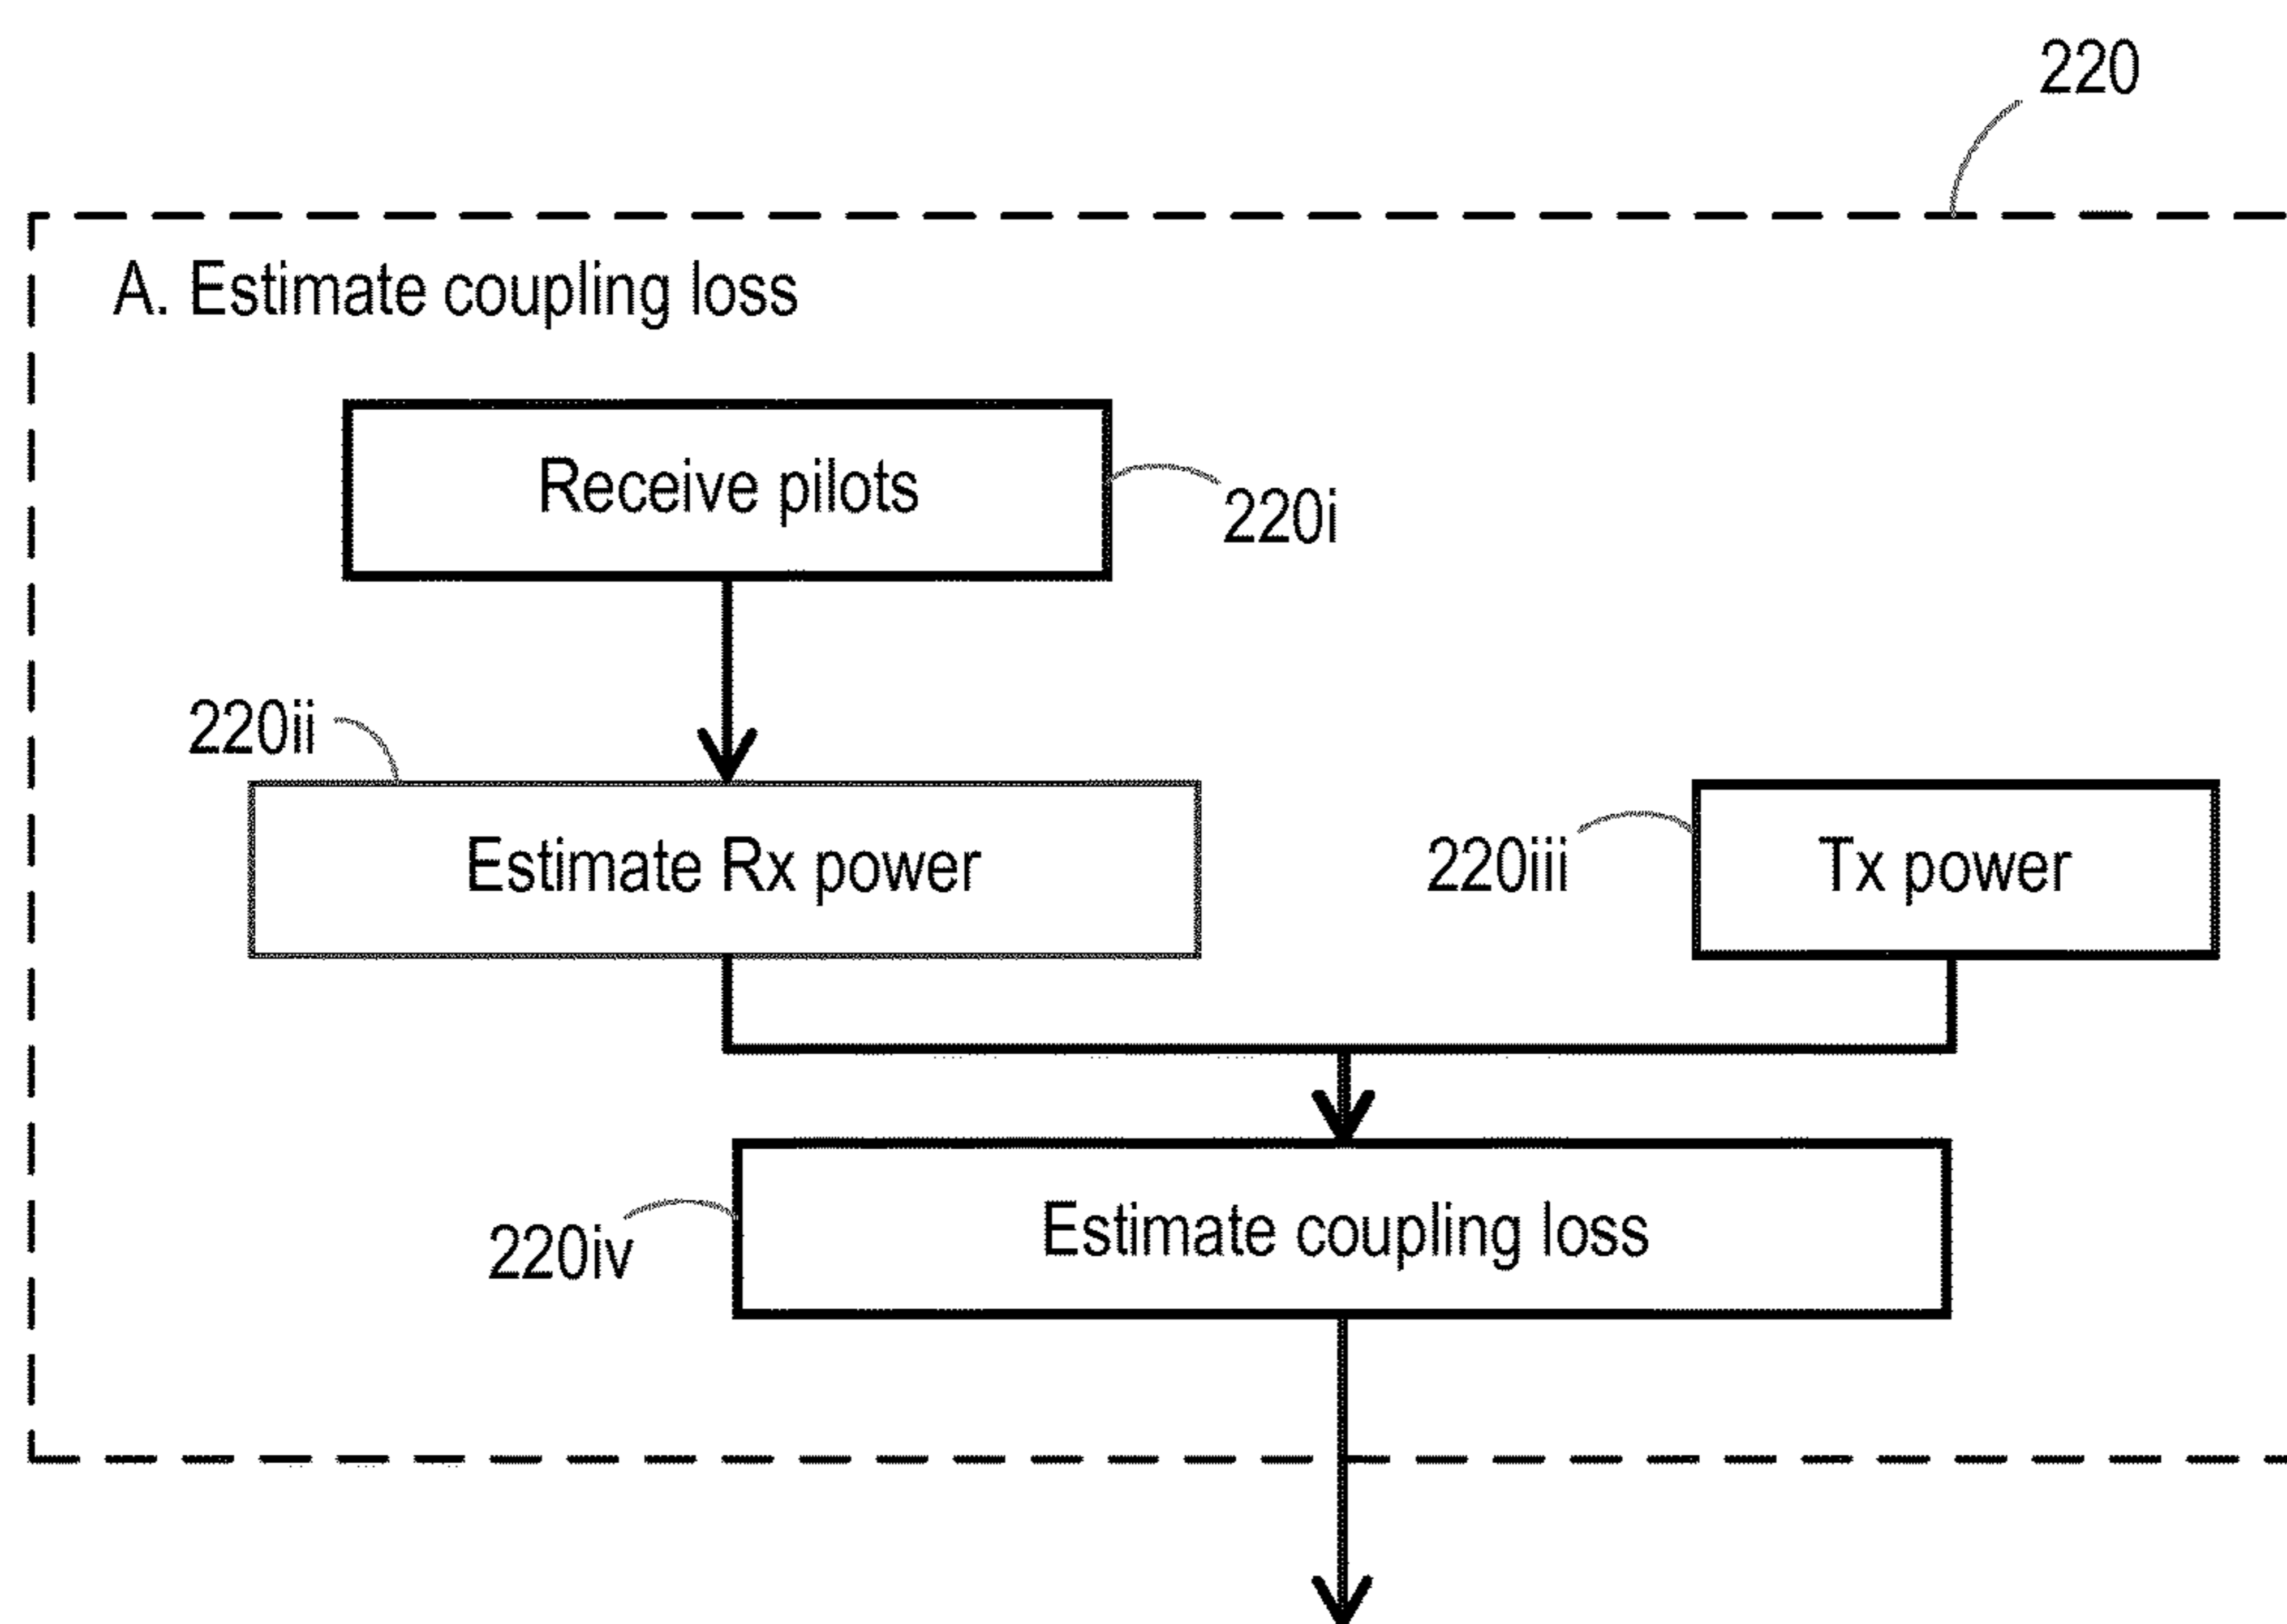 220
A. Estimate coupling loss
Receive pilots
220i
220ii
Estimate Rx power
220iii
Tx power
220iv
Estimate coupling loss